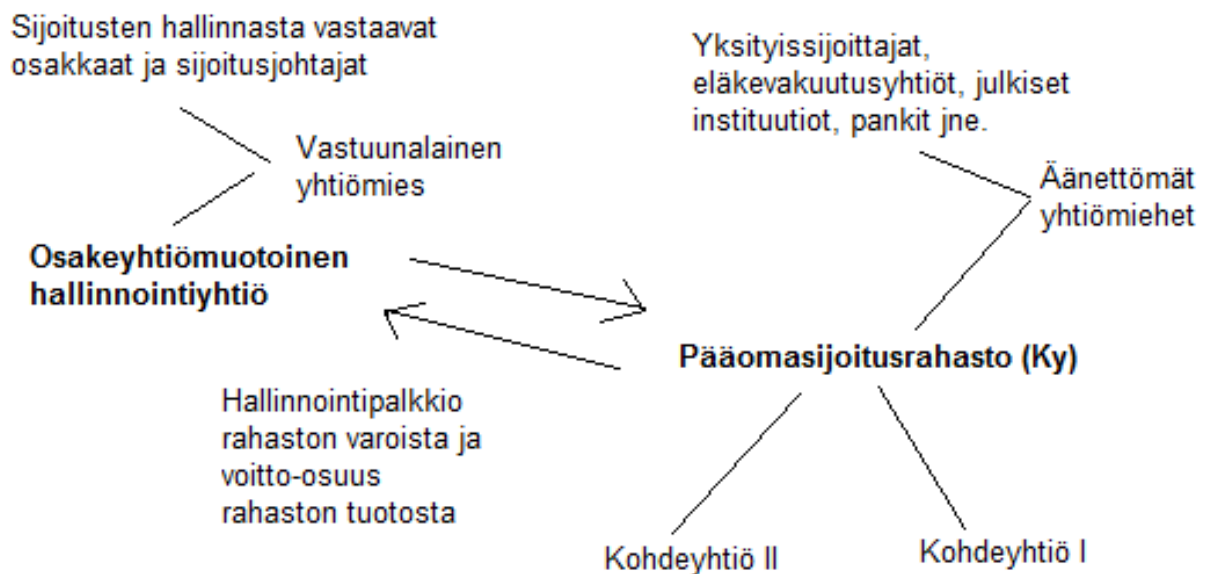 Sijoitusten hallinnasta vastaavat
osakkaat ja sijoitusjohtajat
Yksityissijoittajat,
eläkevakuutusyhtiöt, julkiset
instituutiot, pankit jne.
Vastuunalainen
yhtiömies
Äänettömät
yhtiömiehet
Osakeyhtiömuotoinen
hallinnointiyhtiö
Pääomasijoitusrahasto (Ky)
Hallinnointipalkkio
rahaston varoista ja
voitto-osuus
rahaston tuotosta
Kohdeyhtiö II
Kohdeyhtiö I